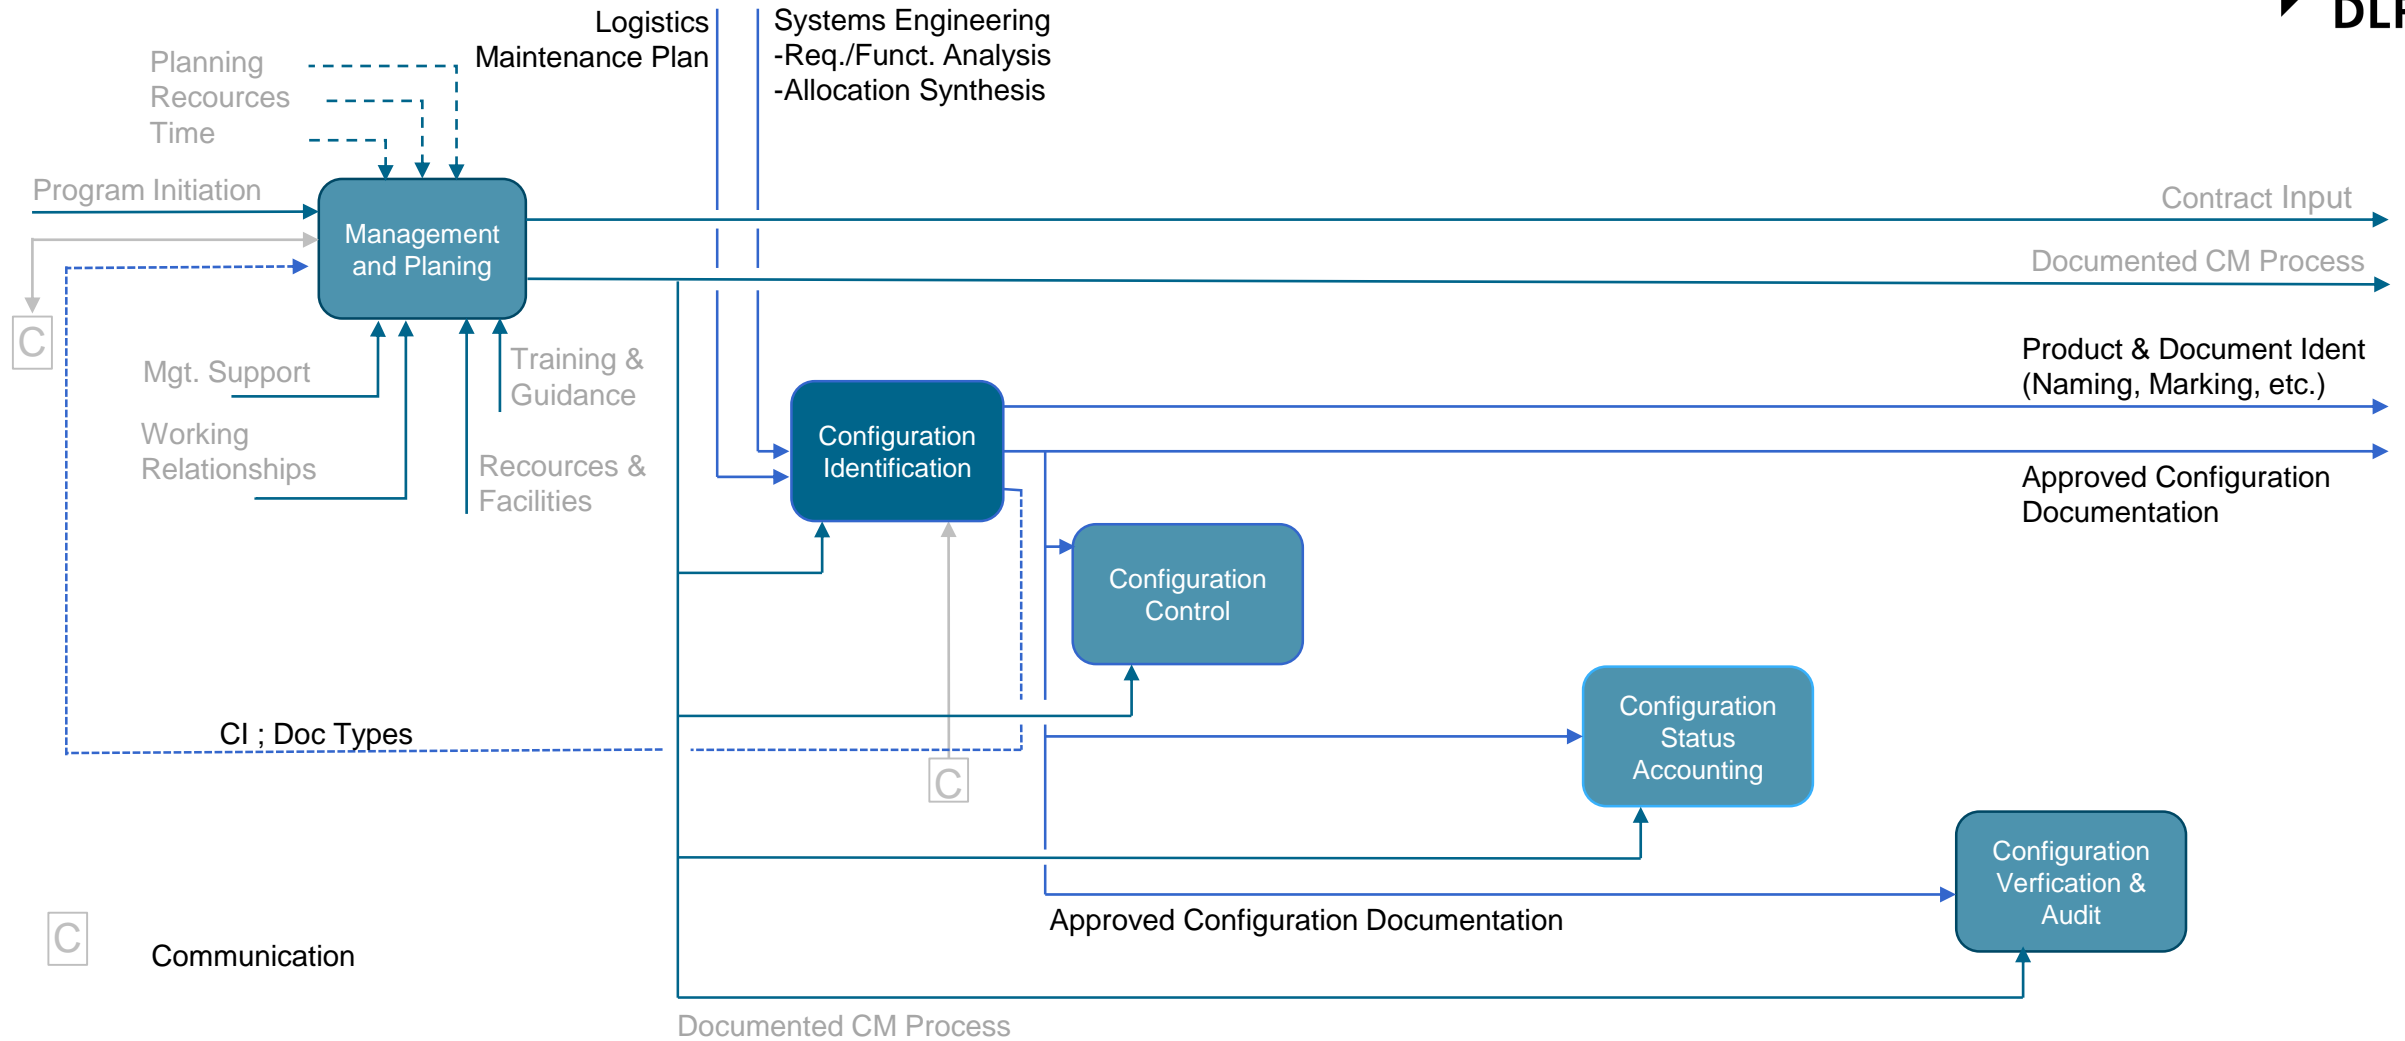 Logistics
Maintenance Plan
Systems Engineering
-Req./Funct. Analysis
-Allocation Synthesis
Planning
Recources
Time
Program Initiation
Management
and Planing
Contract Input
Documented CM Process
C
Mgt. Support
Training &
Guidance
Working
Relationships
Recources &
Facilities
Product & Document Ident
(Naming, Marking, etc.)
Configuration
Identification
Approved Configuration
Documentation
Configuration
Control
CI ; Doc Types
C
Configuration
Status
Accounting
Configuration
Verfication &
Audit
Approved Configuration Documentation
C
Communication
Documented CM Process